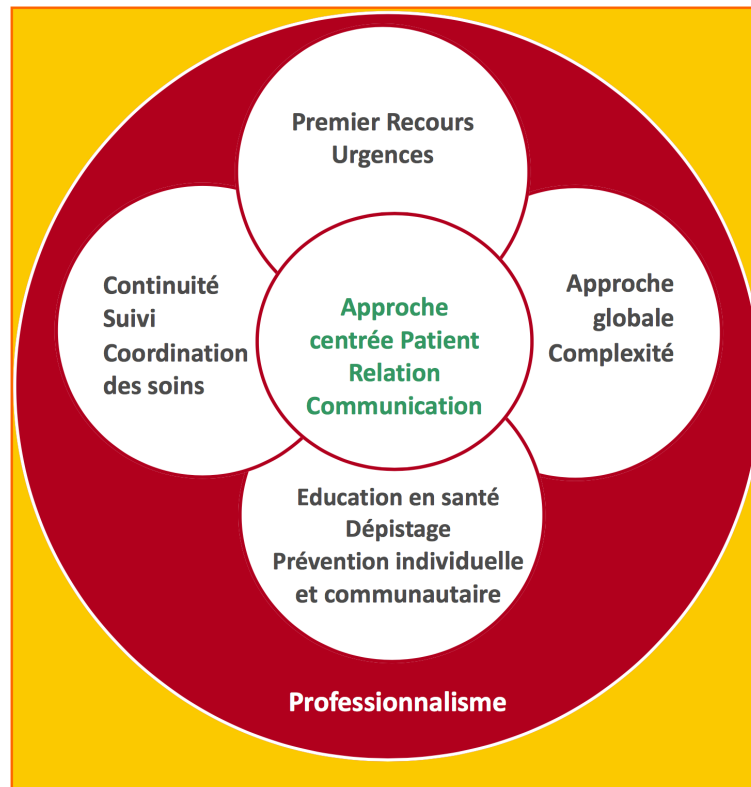 Premier Recours
Urgences
Continuité
Suivi
Coordination
des soins
Approche
centrée Patient
Relation
Communication
Approche
globale
Complexité
Education en santé
Dépistage
Prévention individuelle
et communautaire
Professionnalisme